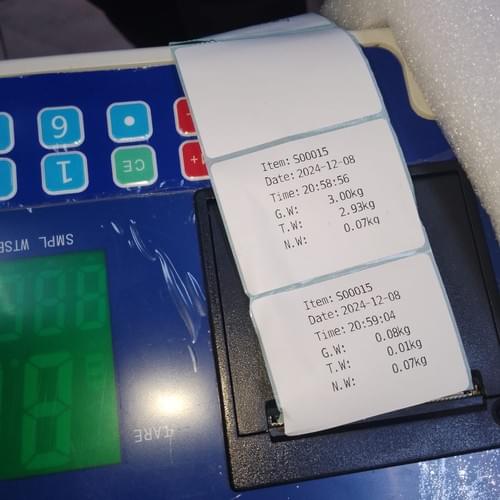 9
•
1
CE
M+
SMPL WTSE
TARE
Item: S00015
Date: 2024-12-08
Time: 20:58:56
G.W: 3.00kg
T.W: 2.93kg
N.W: 0.07kg
Item: S00015
Date: 2024-12-08
Time: 20:59:04
G.W: 0.08kg
T.W: 0.01kg
N.W: 0.07kg